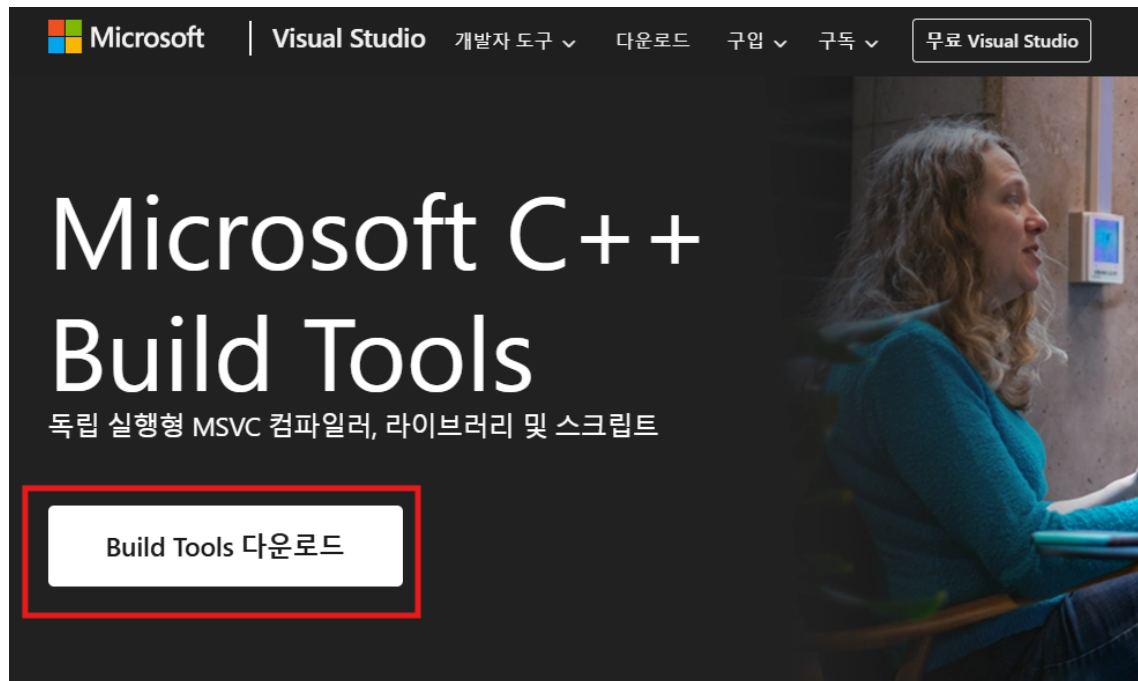 Microsoft | Visual Studio 개발자 도구 다운로드 구입 구독 무료 Visual Studio
Microsoft C++
Build Tools
독립 실행형 MSVC 컴파일러, 라이브러리 및 스크립트
Build Tools 다운로드